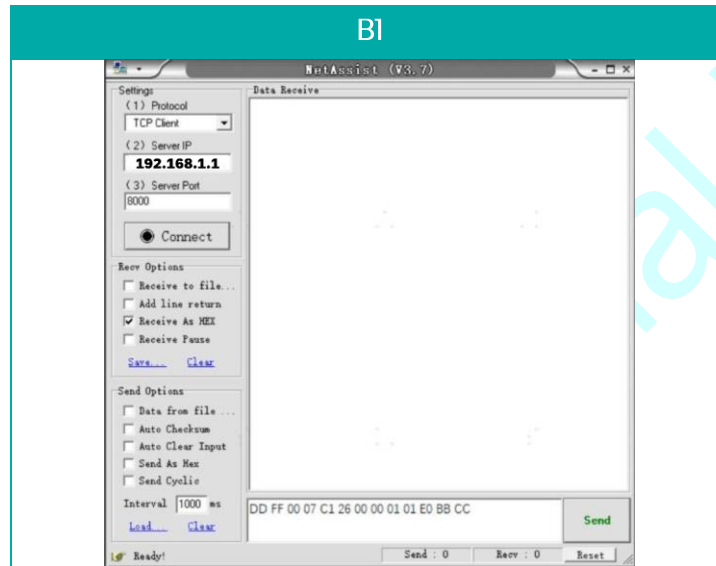 B1
NetAssist (V3.7)
Settings
(1) Protocol
TCP Client
(2) Server IP
192.168.1.1
(3) Server Port
8000
Connect
Recv Options
Receive to file...
Add line return
Receive As HEX
Receive Pause
Save... Clear
Send Options
Data from file ...
Auto Checksum
Auto Clear Input
Send As Hex
Send Cyclic
Interval 1000 ms
Load... Clear
Data Receive
DD FF 00 07 C1 26 00 00 01 01 E0 BB CC
Send
Ready!
Send : 0
Recv : 0
Reset